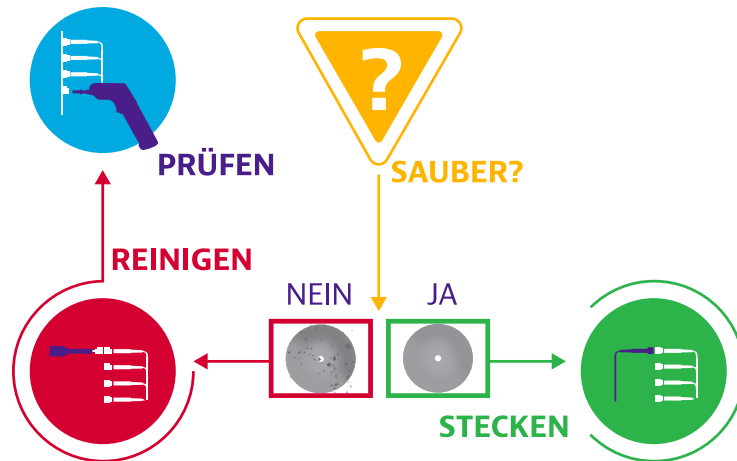 ?
PRÜFEN
SAUBER?
REINIGEN
NEIN
JA
STECKEN